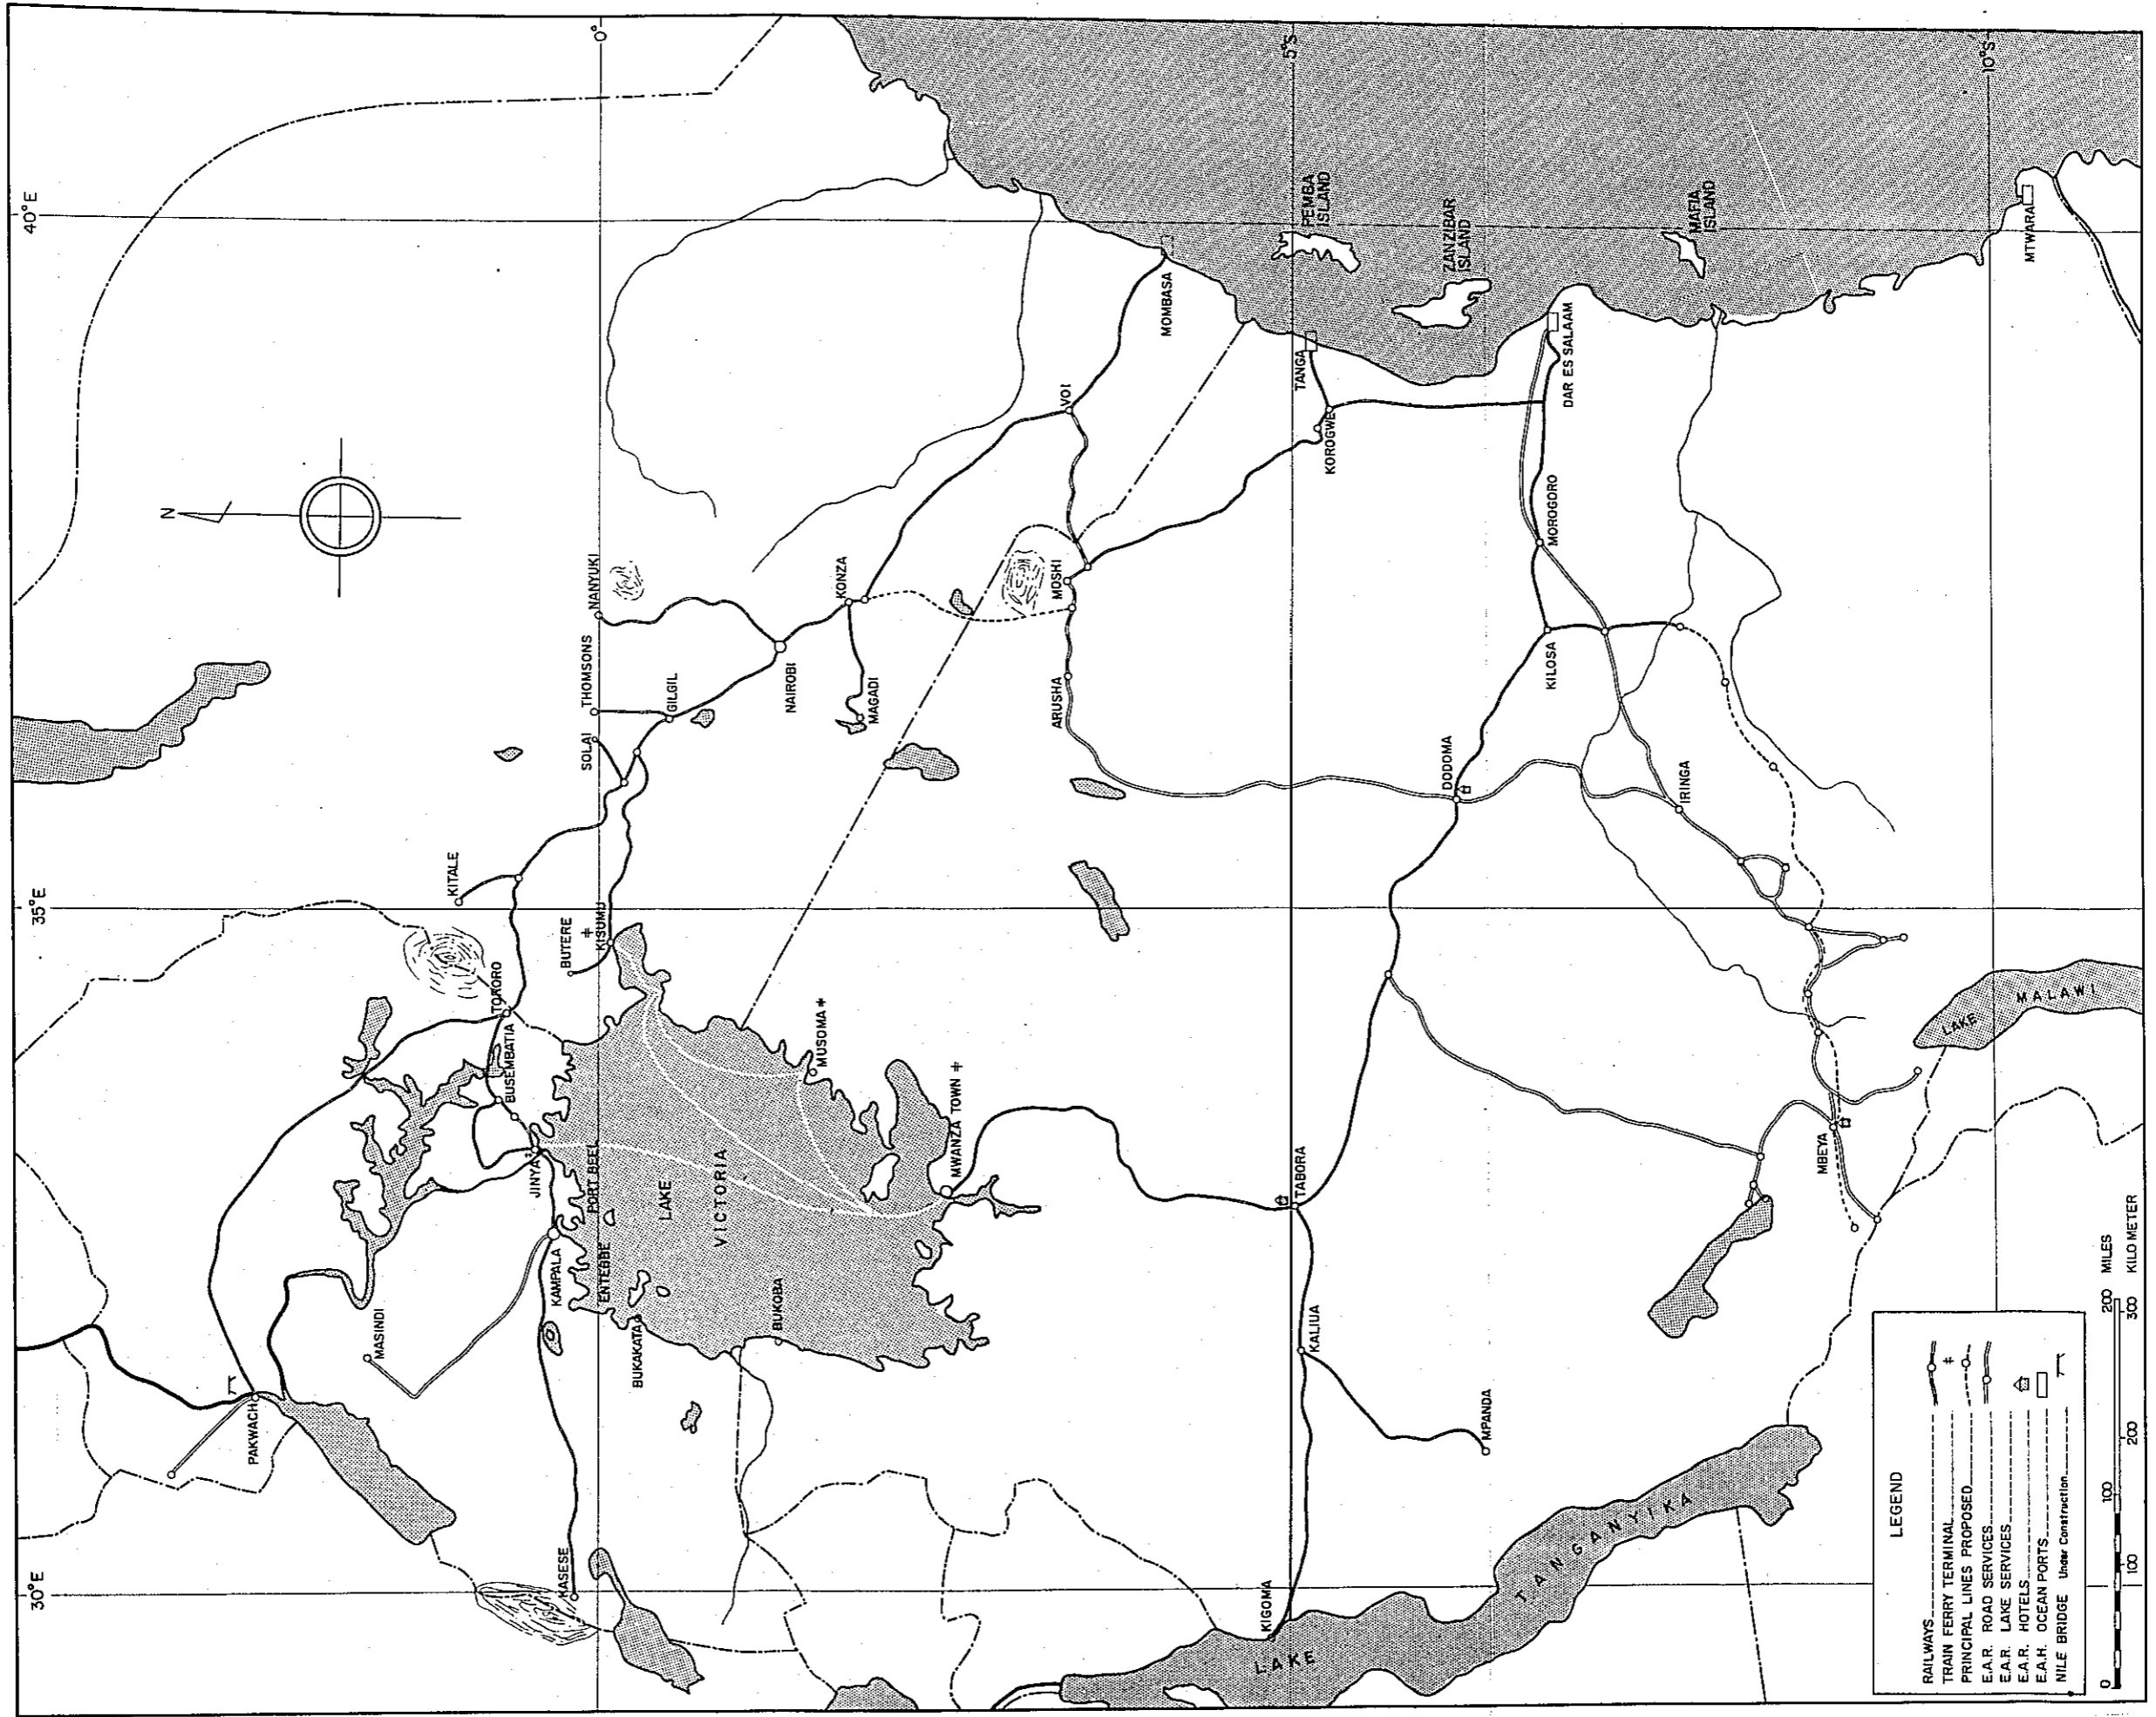 40°E
35°E
30°E
0°
5°S
10°S
N
NANYUKI
THOMSONS
SOLAI
GILGIL
NAIROBI
KONZA
MAGADI
VOI
MOMBASA
KITALE
BUTERE
KISUMU
TORORO
BUSEMBATIA
JINYA
PORT BEEL
KAMPALA
ENTEBBE
MASINDI
PAKWACH
KASESE
BUKAKATA
BUKOBA
LAKE
VICTORIA
MUSOMA
MWANZA TOWN
MOSHI
ARUSHA
TANGA
KOROGWE
PEMBA
ISLAND
ZANZIBAR
ISLAND
MAFIA
ISLAND
DAR ES SALAAM
MOROGORO
KILOSA
DODOMA
IRINGA
MTWARA
TABORA
KALIUA
MPANDA
KIGOMA
MBEYA
LAKE MALAWI
LAKE TANGANYIKA
LEGEND
RAILWAYS
TRAIN FERRY TERMINAL
PRINCIPAL LINES PROPOSED
E.A.R. ROAD SERVICES
E.A.R. LAKE SERVICES
E.A.R. HOTELS
E.A.H. OCEAN PORTS
NILE BRIDGE Under Construction
0 100 200 MILES
100 200 300 KILO METER